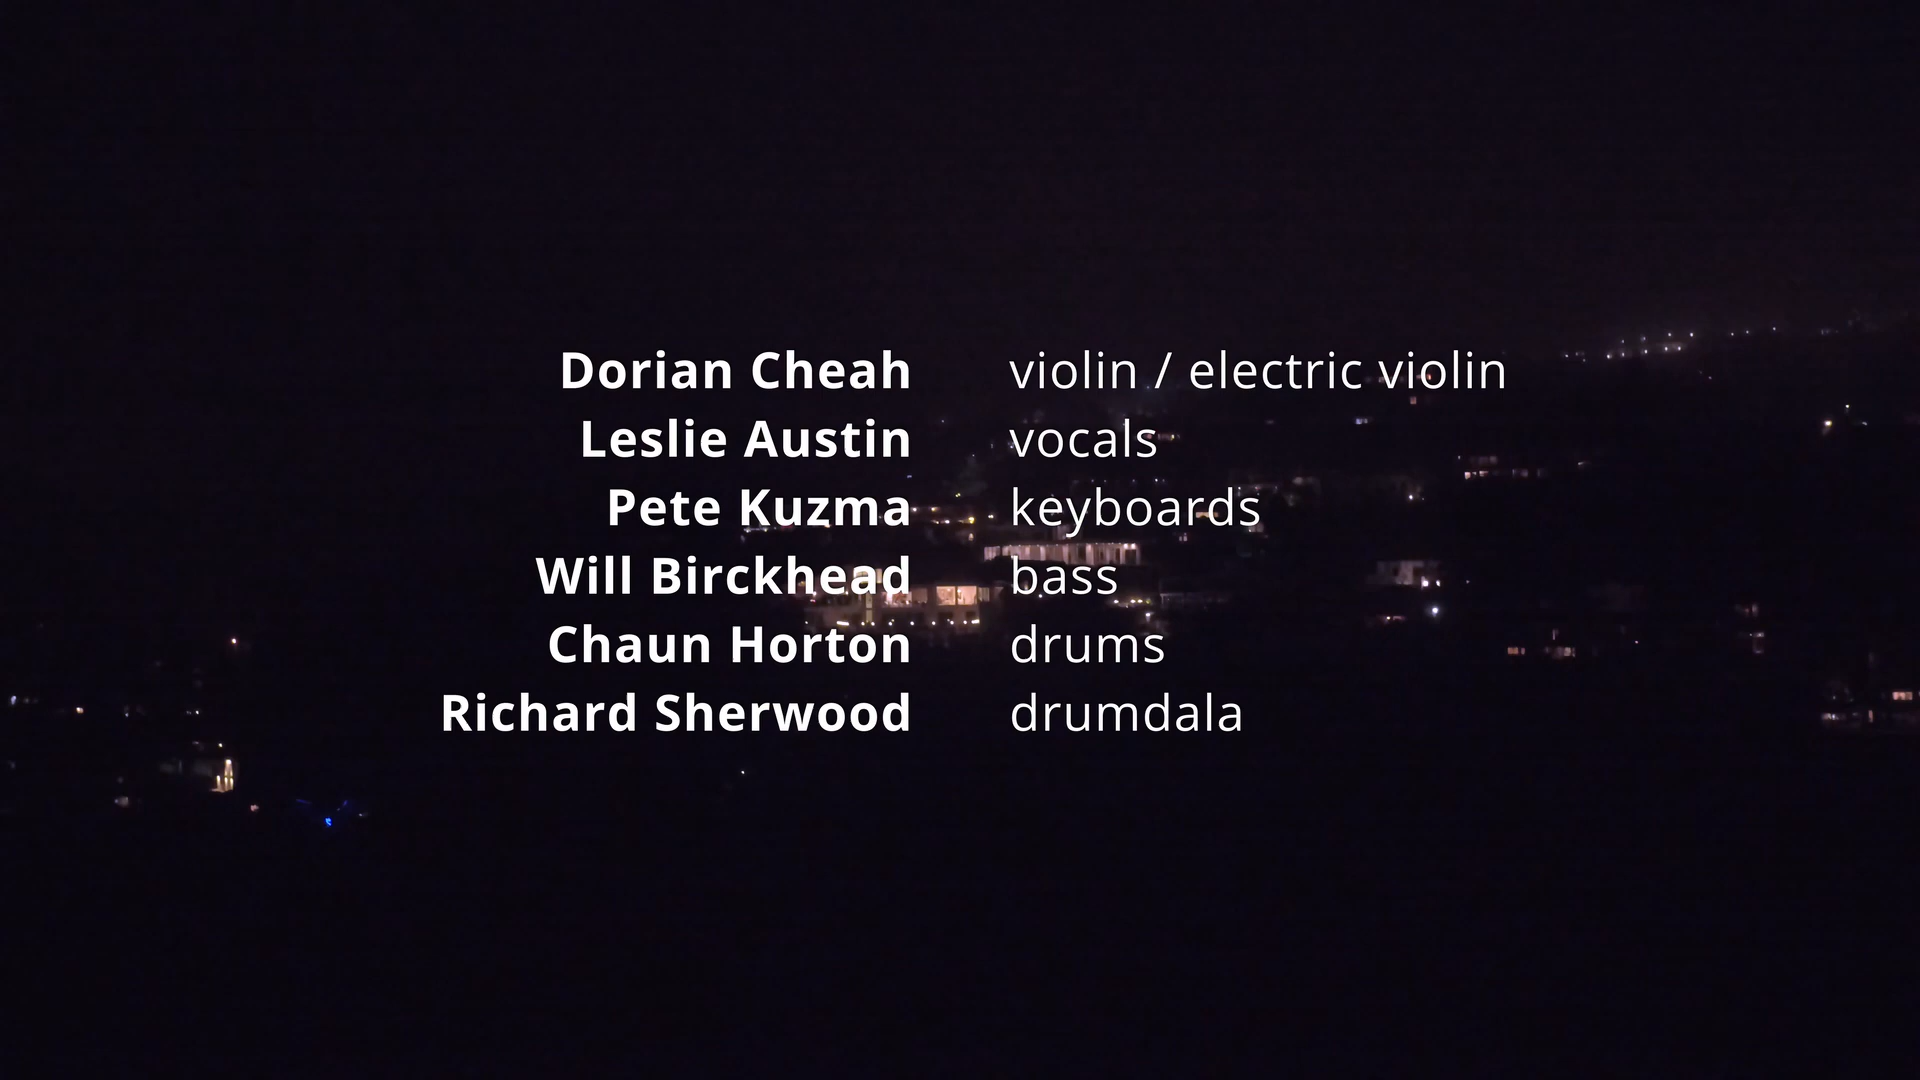 Dorian Cheah violin / electric violin
Leslie Austin vocals
Pete Kuzma keyboards
Will Birckhead bass
Chaun Horton drums
Richard Sherwood drumdala